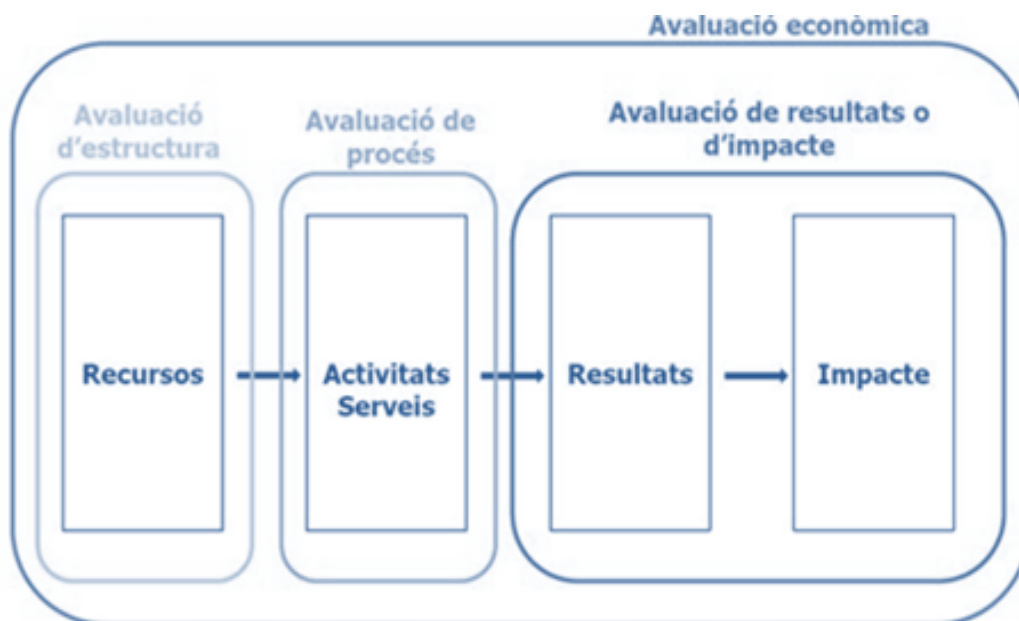 Avaluació econòmica
Avaluació
d'estructura
Avaluació de
procés
Avaluació de resultats o
d'impacte
Recursos
Activitats
Serveis
Resultats
Impacte